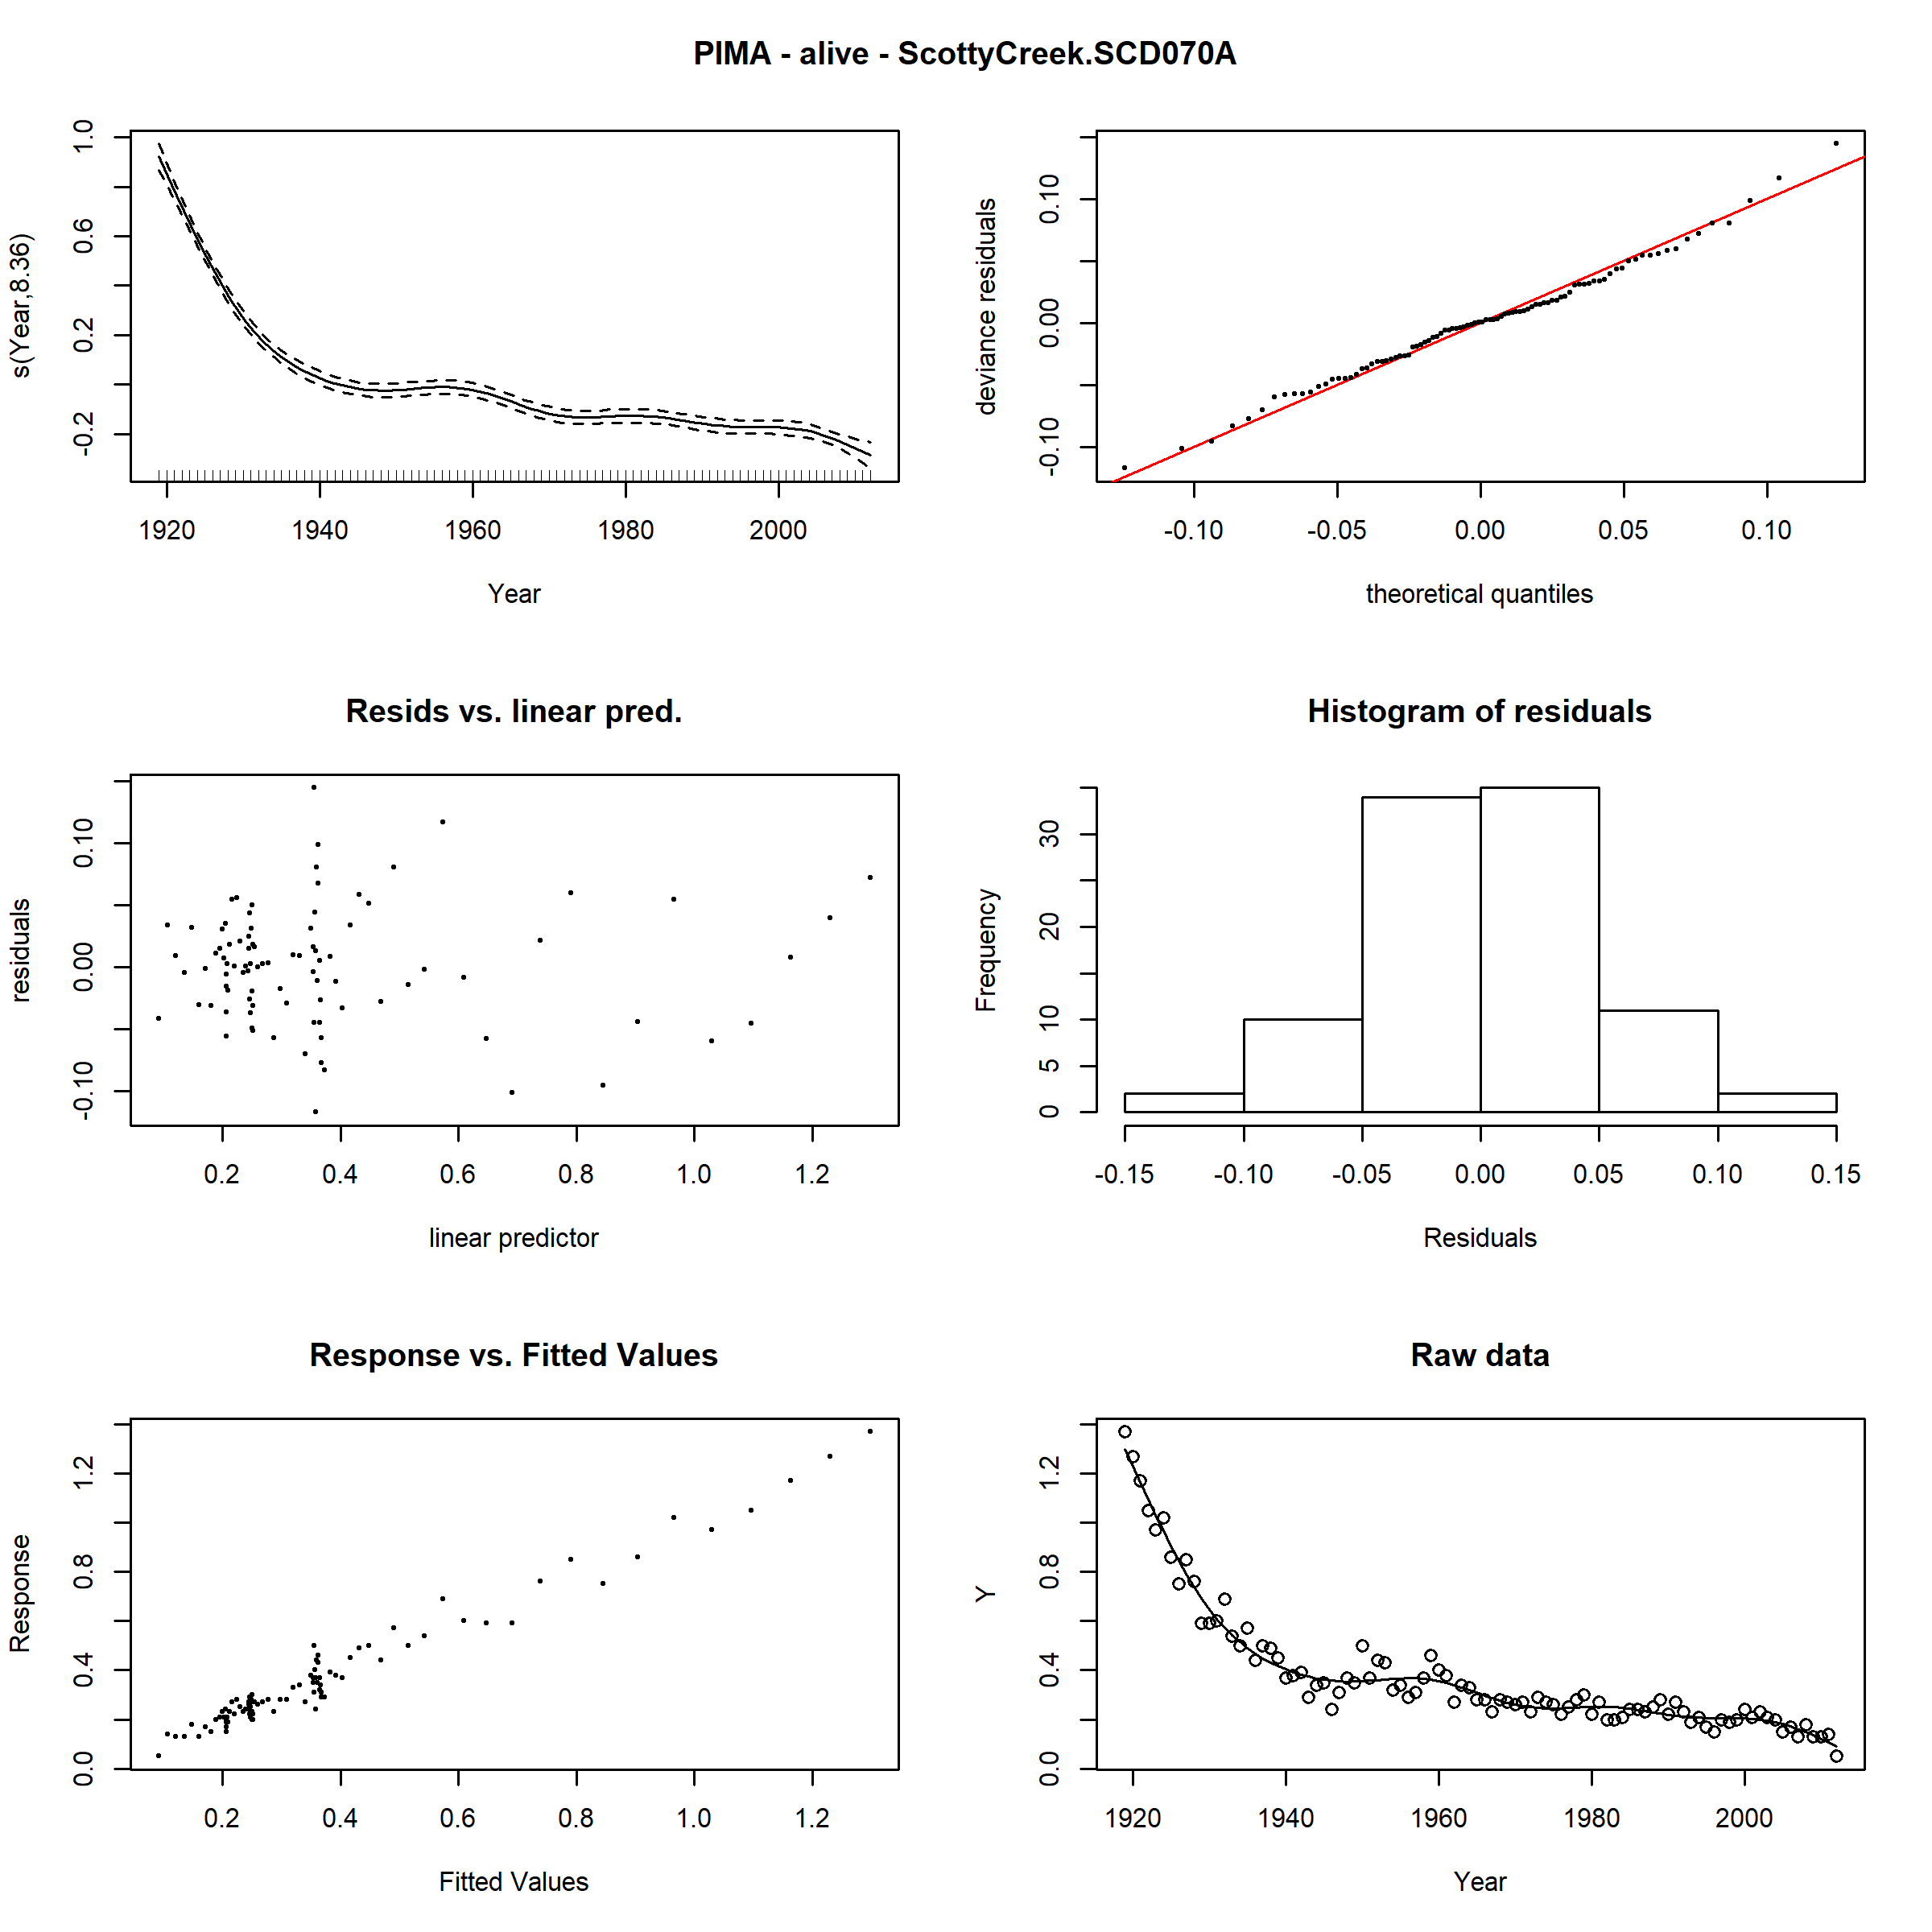 PIMA - alive - ScottyCreek.SCD070A
s(Year,8.36)
-0.2 0.2 0.6 1.0
1920 1940 1960 1980 2000
Year
deviance residuals
-0.10 0.00 0.10
-0.10 -0.05 0.00 0.05 0.10
theoretical quantiles
Resids vs. linear pred.
residuals
-0.10 0.00 0.10
0.2 0.4 0.6 0.8 1.0 1.2
linear predictor
Histogram of residuals
Frequency
0 5 10 20 30
-0.15 -0.10 -0.05 0.00 0.05 0.10 0.15
Residuals
Response vs. Fitted Values
Response
0.0 0.4 0.8 1.2
0.2 0.4 0.6 0.8 1.0 1.2
Fitted Values
Raw data
Y
0.0 0.4 0.8 1.2
1920 1940 1960 1980 2000
Year